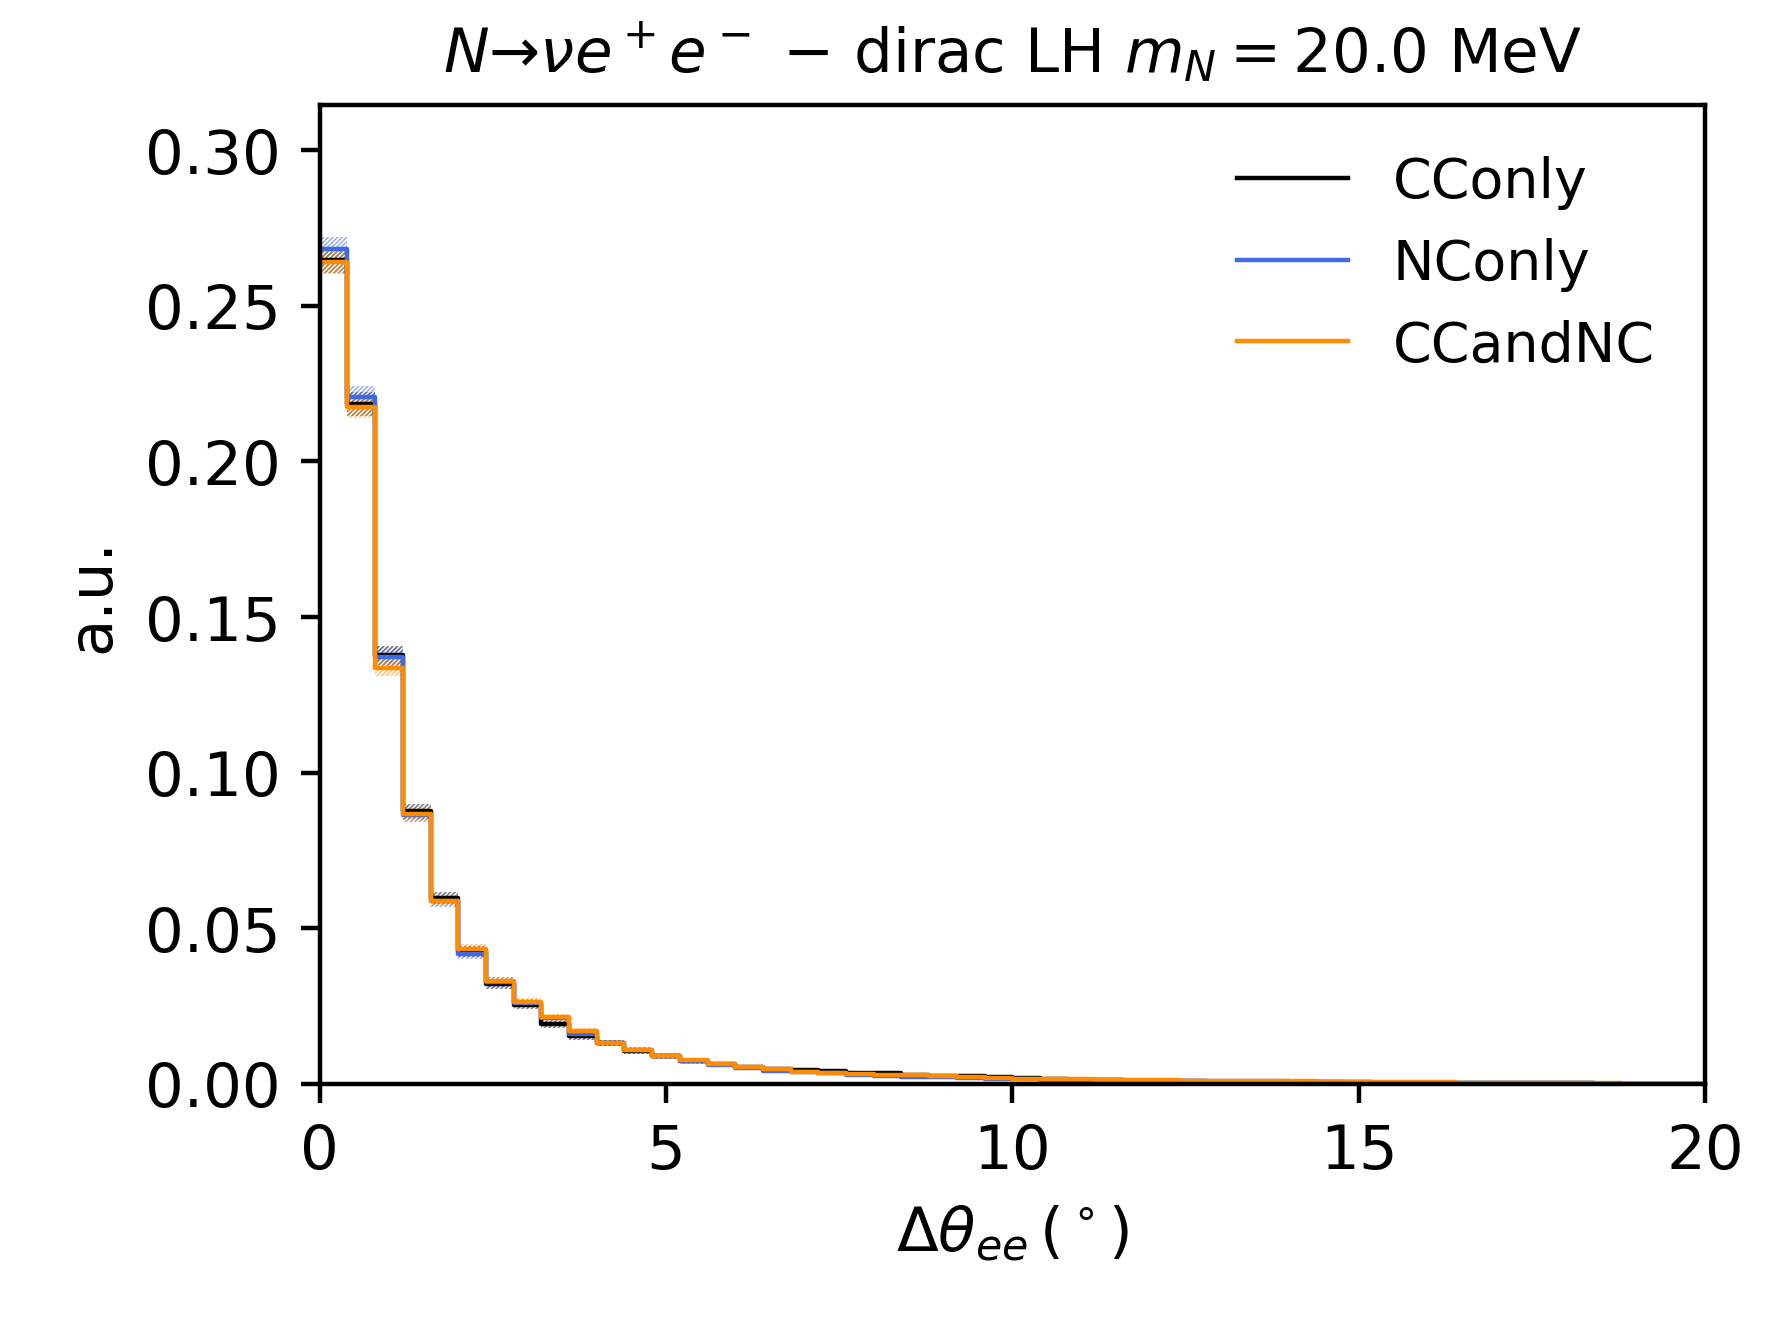 N→νe⁺e⁻ − dirac LH m_N = 20.0 MeV
CConly
NConly
CCandNC
a.u.
0.30
0.25
0.20
0.15
0.10
0.05
0.00
0 5 10 15 20
Δθ_ee (°)